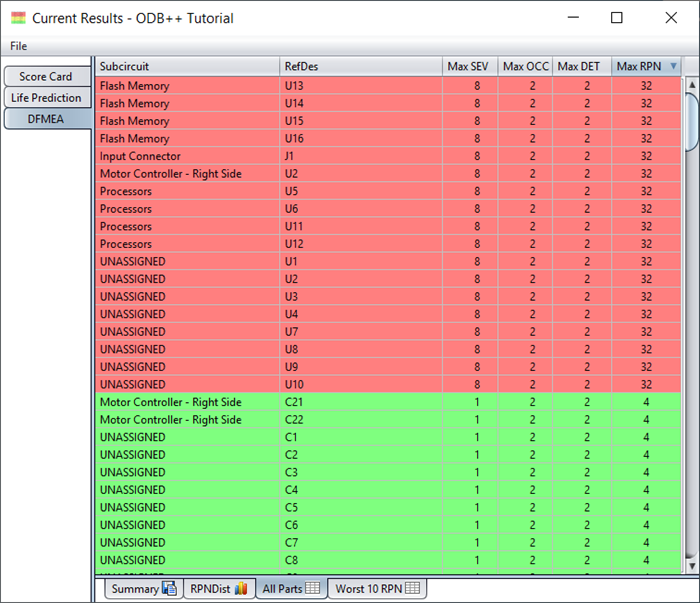 Current Results - ODB++ Tutorial
File
Score Card
Life Prediction
DFMEA
Subcircuit RefDes Max SEV Max OCC Max DET Max RPN
Flash Memory U13 8 2 2 32
Flash Memory U14 8 2 2 32
Flash Memory U15 8 2 2 32
Flash Memory U16 8 2 2 32
Input Connector J1 8 2 2 32
Motor Controller - Right Side U2 8 2 2 32
Processors U5 8 2 2 32
Processors U6 8 2 2 32
Processors U11 8 2 2 32
Processors U12 8 2 2 32
UNASSIGNED U1 8 2 2 32
UNASSIGNED U2 8 2 2 32
UNASSIGNED U3 8 2 2 32
UNASSIGNED U4 8 2 2 32
UNASSIGNED U7 8 2 2 32
UNASSIGNED U8 8 2 2 32
UNASSIGNED U9 8 2 2 32
UNASSIGNED U10 8 2 2 32
Motor Controller - Right Side C21 1 2 2 4
Motor Controller - Right Side C22 1 2 2 4
UNASSIGNED C1 1 2 2 4
UNASSIGNED C2 1 2 2 4
UNASSIGNED C3 1 2 2 4
UNASSIGNED C4 1 2 2 4
UNASSIGNED C5 1 2 2 4
UNASSIGNED C6 1 2 2 4
UNASSIGNED C7 1 2 2 4
UNASSIGNED C8 1 2 2 4
Summary RPNDist All Parts Worst 10 RPN